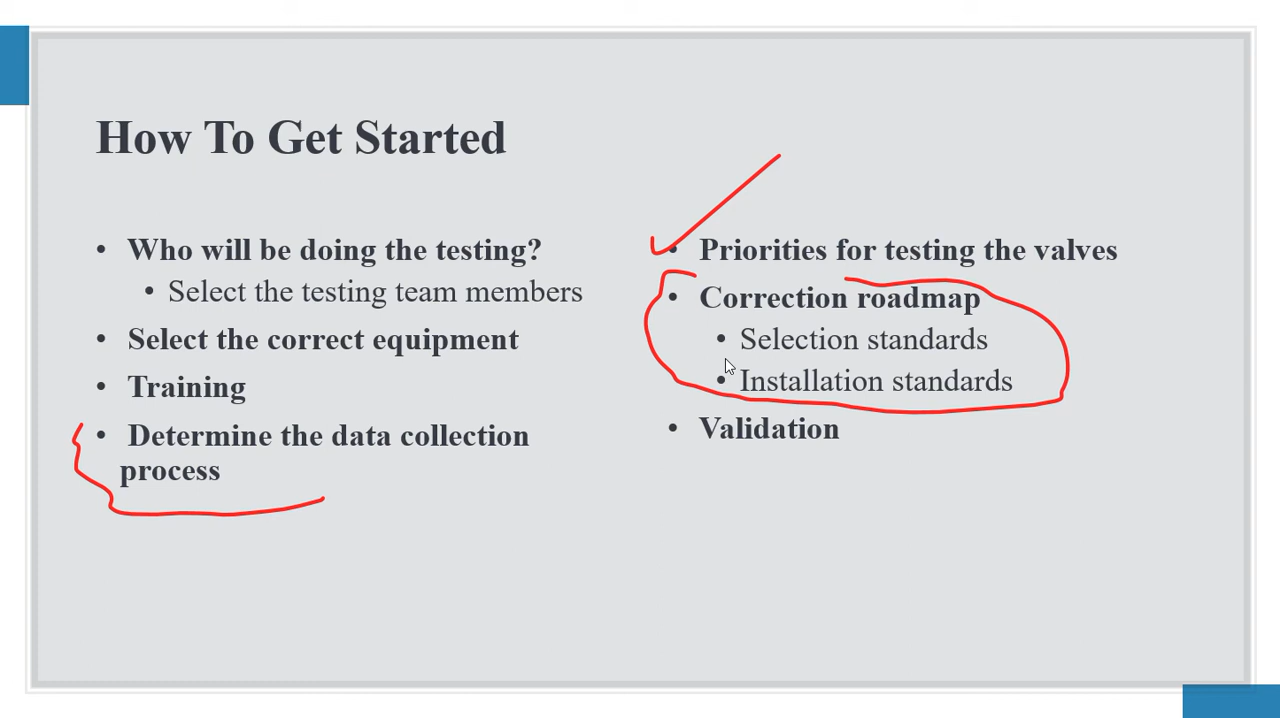 How To Get Started
• Who will be doing the testing?
• Select the testing team members
• Select the correct equipment
• Training
• Determine the data collection
process
• Priorities for testing the valves
• Correction roadmap
• Selection standards
• Installation standards
• Validation